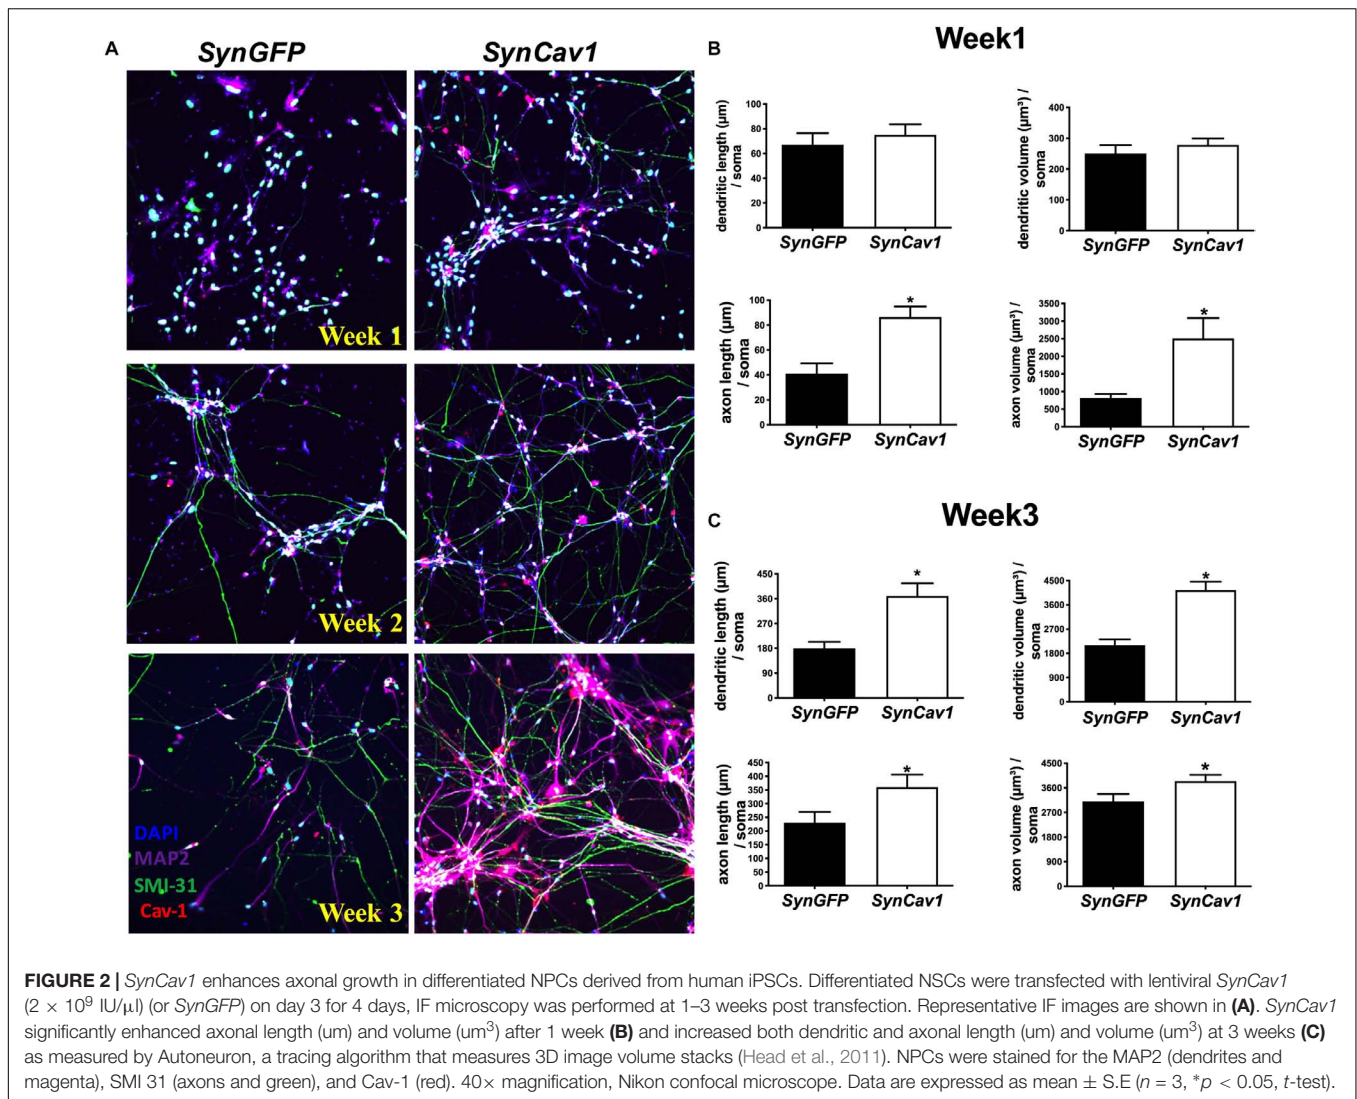 A
SynGFP
SynCav1
Week 1
Week 2
DAPI
MAP2
SMI-31
Cav-1
Week 3
B
Week1
dendritic length (µm)
/ soma
100
80
60
40
20
0
SynGFP
SynCav1
dendritic volume (µm³) /
soma
400
300
200
100
0
SynGFP
SynCav1
axon length (µm)
/ soma
100
80
60
40
20
0
*
SynGFP
SynCav1
axon volume (µm³) /
soma
3500
3000
2500
2000
1500
1000
500
0
*
SynGFP
SynCav1
C
Week3
dendritic length (µm)
/ soma
450
360
270
180
90
0
*
SynGFP
SynCav1
dendritic volume (µm³) /
soma
4500
3600
2700
1800
900
0
*
SynGFP
SynCav1
axon length (µm)
/ soma
450
400
350
300
250
200
150
100
50
0
*
SynGFP
SynCav1
axon volume (µm³) /
soma
4500
3600
2700
1800
900
0
*
SynGFP
SynCav1
FIGURE 2 | SynCav1 enhances axonal growth in differentiated NPCs derived from human iPSCs. Differentiated NSCs were transfected with lentiviral SynCav1
(2 × 10⁹ IU/µl) (or SynGFP) on day 3 for 4 days, IF microscopy was performed at 1–3 weeks post transfection. Representative IF images are shown in (A). SynCav1
significantly enhanced axonal length (um) and volume (um³) after 1 week (B) and increased both dendritic and axonal length (um) and volume (um³) at 3 weeks (C)
as measured by Autoneuron, a tracing algorithm that measures 3D image volume stacks (Head et al., 2011). NPCs were stained for the MAP2 (dendrites and
magenta), SMI 31 (axons and green), and Cav-1 (red). 40× magnification, Nikon confocal microscope. Data are expressed as mean ± S.E (n = 3, *p < 0.05, t-test).